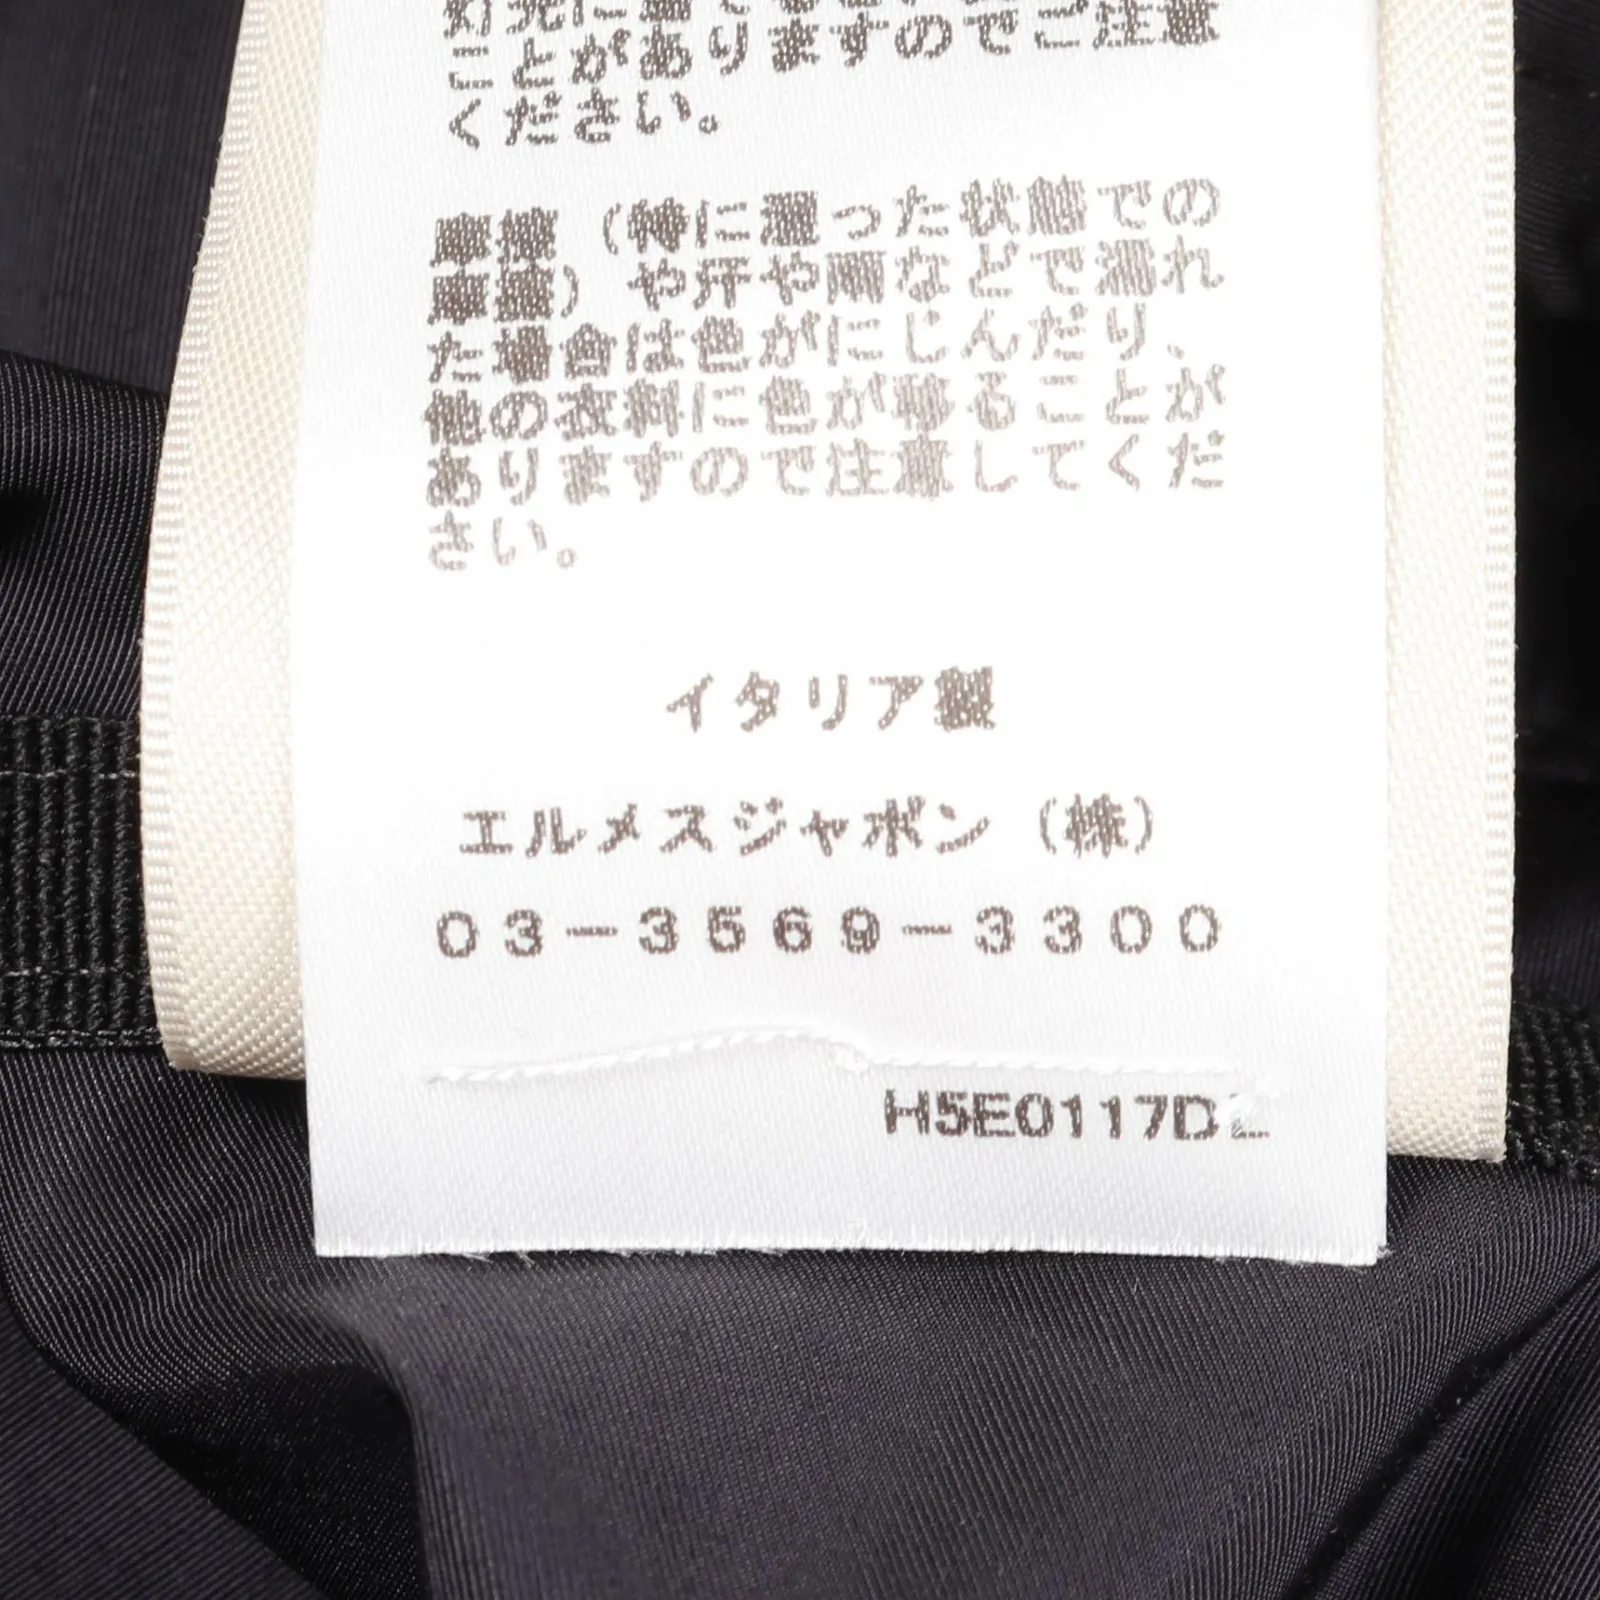 ことがありますのでご注意
ください。
摩擦（特に湿った状態での
摩擦）や汗や雨などで濡れ
た場合は色がにじんだり、
他の衣料に色が移ることが
ありますので注意してくだ
さい。
イタリア製
エルメスジャポン（株）
０３－３５６９－３３００
H5E0117D